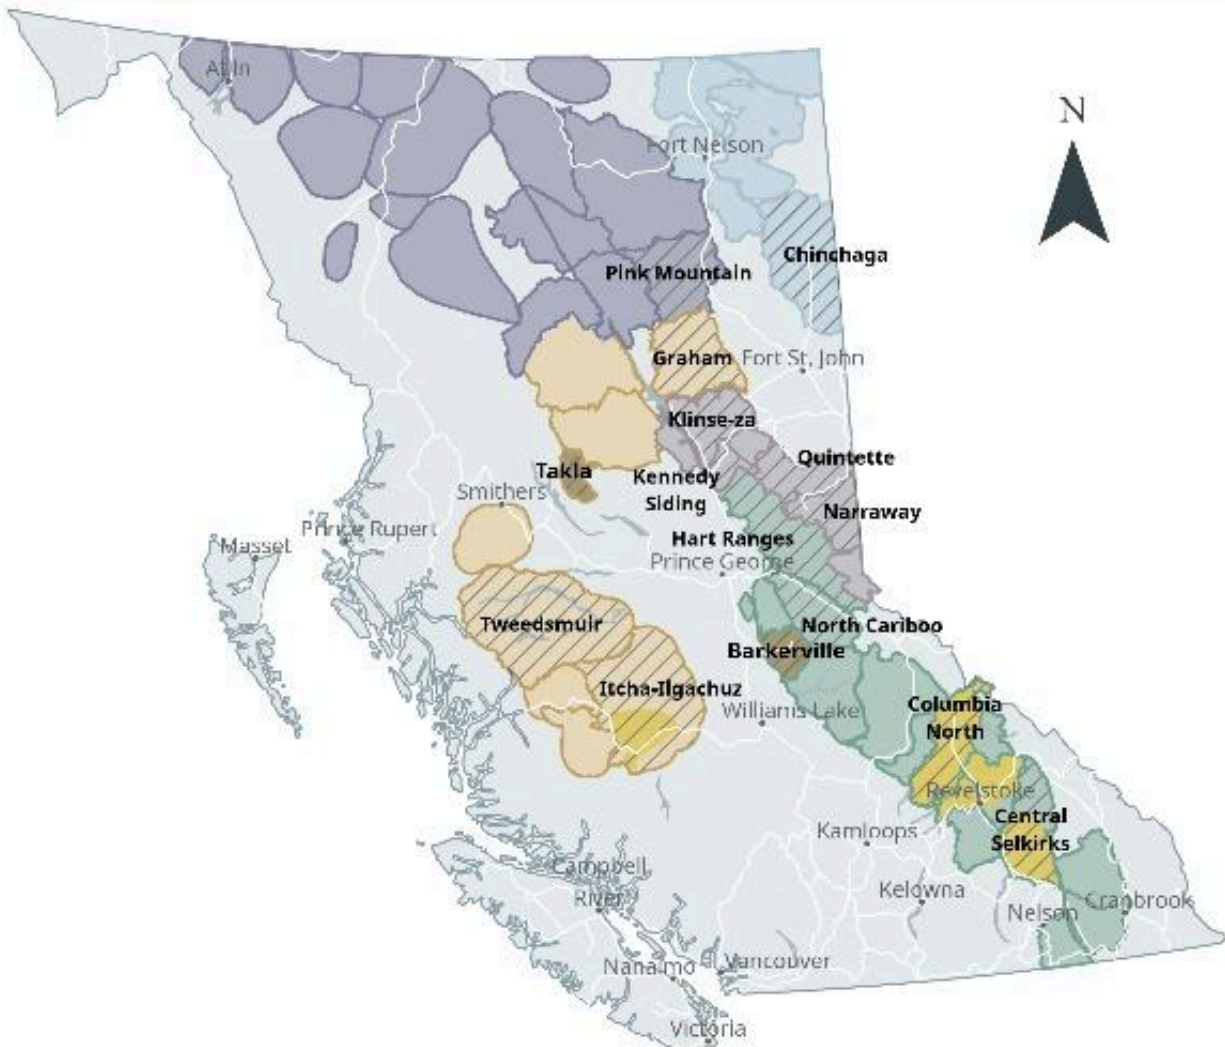 N
Atlin
Fort Nelson
Chinchaga
Pink Mountain
Graham
Fort St. John
Klinse-za
Quintette
Takla
Kennedy
Siding
Smithers
Narraway
Prince Rupert
Hart Ranges
Masset
Prince George
Tweedsmuir
North Cariboo
Barkerville
Itcha-Ilgachuz
Williams Lake
Columbia
North
Revelstoke
Central
Selkirks
Kamloops
Campbell
River
Kelowna
Nelson
Cranbrook
Nanaimo
Vancouver
Victoria